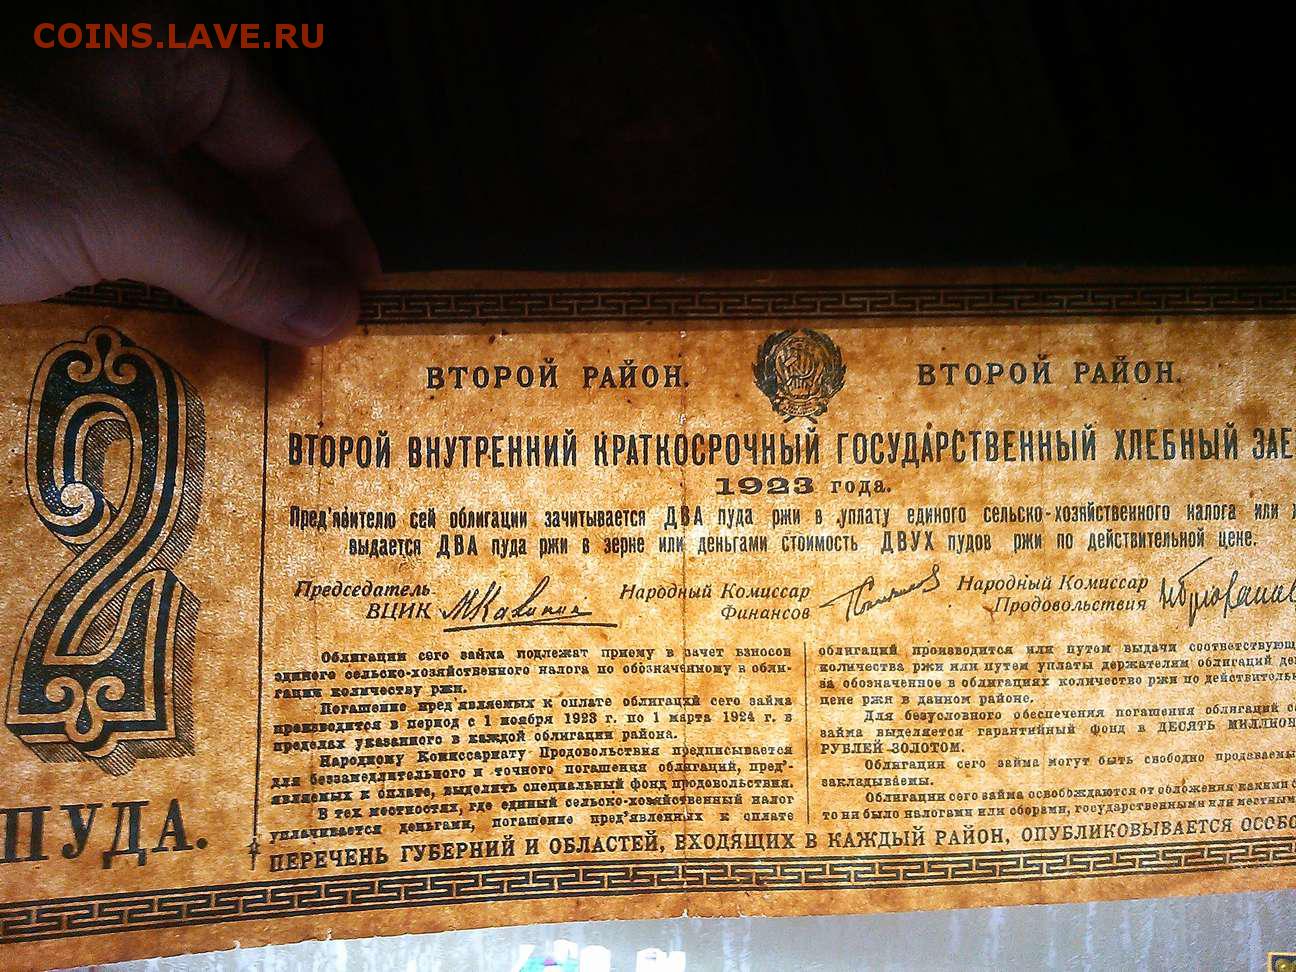 COINS.LAVE.RU
2
ПУДА.
ВТОРОЙ РАЙОН.
ВТОРОЙ РАЙОН.
ВТОРОЙ ВНУТРЕННИЙ КРАТКОСРОЧНЫЙ ГОСУДАРСТВЕННЫЙ ХЛЕБНЫЙ ЗАЕ
1923 года.
Пред'явителю сей облигации зачитывается ДВА пуда ржи в уплату единого сельско-хозяйственного налога или
выдается ДВА пуда ржи в зерне или деньгами стоимость ДВУХ пудов ржи по действительной цене.
Председатель
ВЦИК
Народный Комиссар
Финансов
Народный Комиссар
Продовольствия
Облигации сего займа подлежат приему в зачет взносов
единого сельско-хозяйственного налога по обозначенному в обли-
гации количеству ржи.
Погашение пред'являемых к оплате облигаций сего займа
производится в период с 1 ноября 1923 г. по 1 марта 1924 г. в
пределах указанного в каждой облигации района.
Народному Комиссариату Продовольствия предписывается
для беззамедлительного и точного погашения облигаций, пред'-
являемых к оплате, выделить специальный фонд продовольствия.
В тех местностях, где единый сельско-хозяйственный налог
уплачивается деньгами, погашение пред'явленных к оплате
облигаций производится или путем выдачи соответствующ
количества ржи или путем уплаты держателям облигаций де
за обозначенное в облигациях количество ржи по действитель
цене ржи в данном районе.
Для безусловного обеспечения погашения облигаций с
займа выделяется гарантийный фонд в ДЕСЯТЬ МИЛЛИОН
РУБЛЕЙ ЗОЛОТОМ.
Облигации сего займа могут быть свободно продаваемы
закладываемы.
Облигации сего займа освобождаются от обложения какими
то ни было налогами или сборами, государственными или местным
ПЕРЕЧЕНЬ ГУБЕРНИЙ И ОБЛАСТЕЙ, ВХОДЯЩИХ В КАЖДЫЙ РАЙОН, ОПУБЛИКОВЫВАЕТСЯ ОСОБО